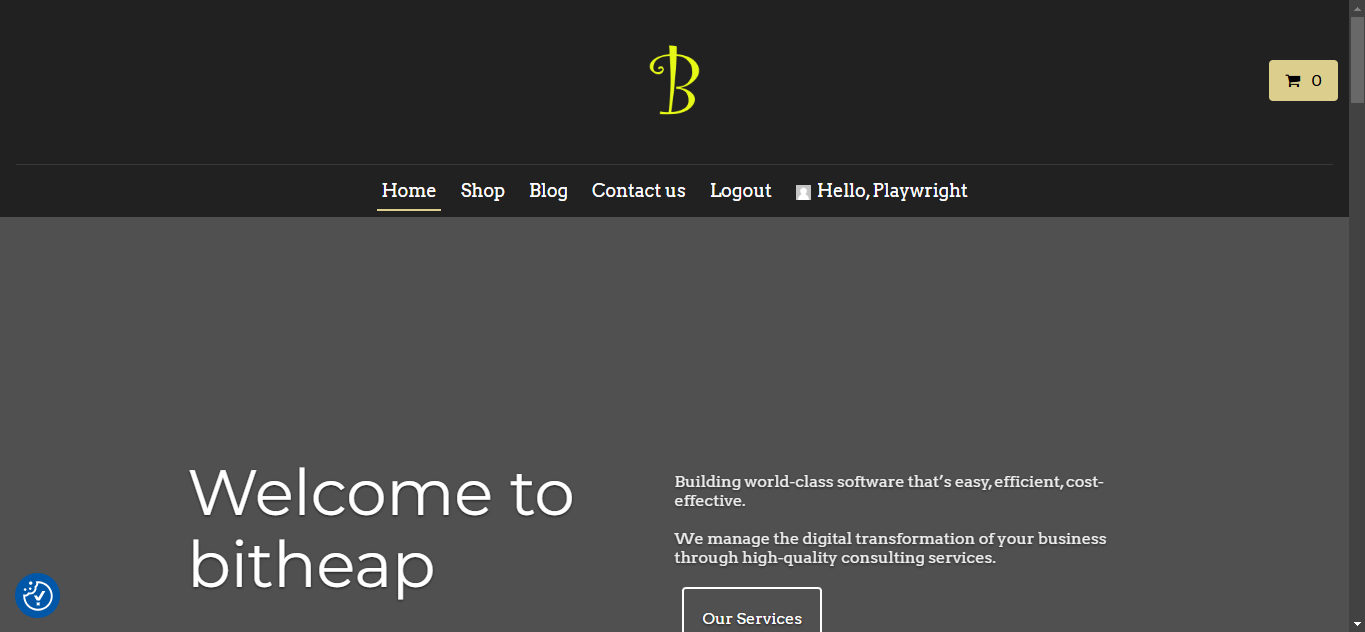 B
0
Home Shop Blog Contact us Logout Hello, Playwright
Welcome to
bitheap
Building world-class software that’s easy, efficient, cost-
effective.
We manage the digital transformation of your business
through high-quality consulting services.
Our Services